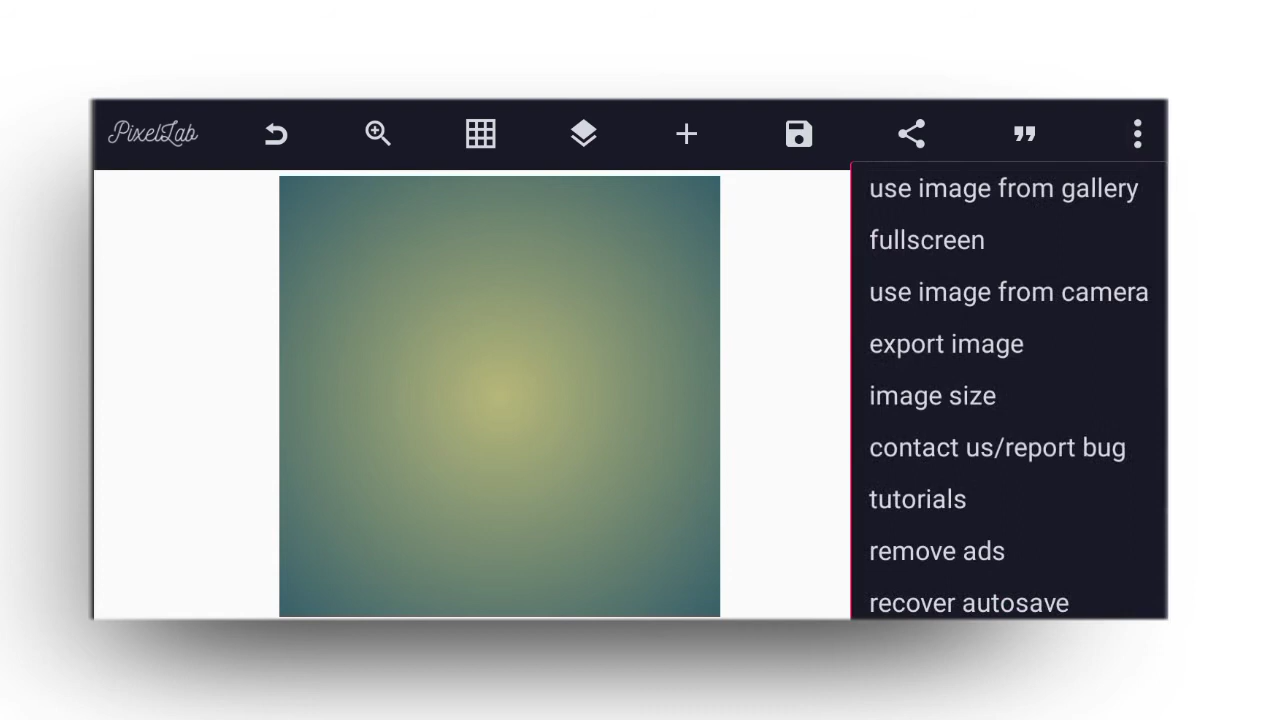 PixelLab
use image from gallery
fullscreen
use image from camera
export image
image size
contact us/report bug
tutorials
remove ads
recover autosave